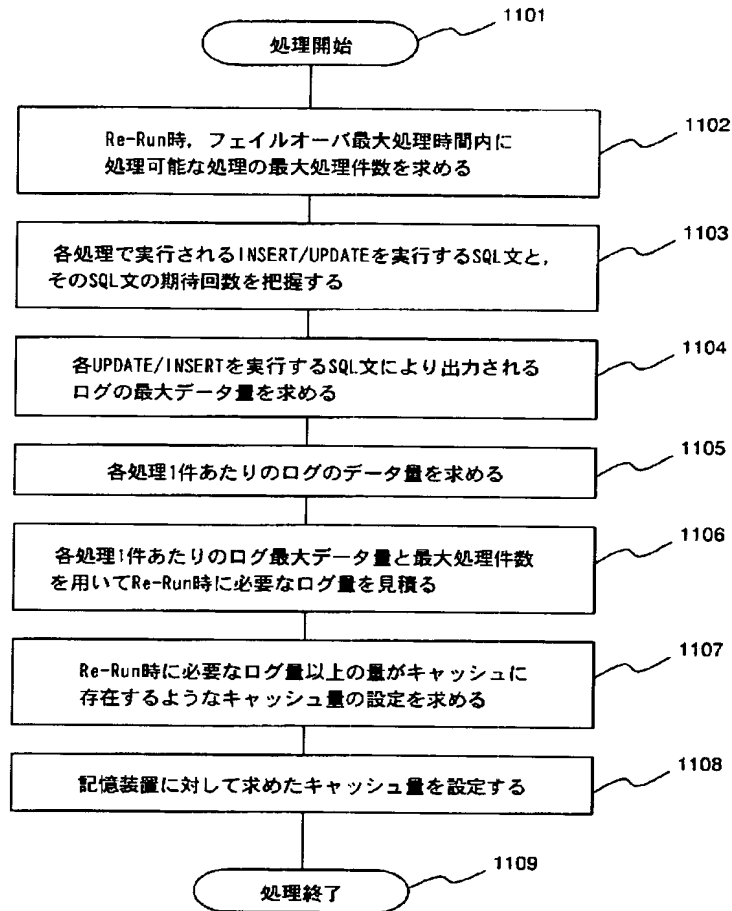 1101
処理開始
1102
Re-Run時，フェイルオーバ最大処理時間内に
処理可能な処理の最大処理件数を求める
1103
各処理で実行されるINSERT/UPDATEを実行するSQL文と，
そのSQL文の期待回数を把握する
1104
各UPDATE/INSERTを実行するSQL文により出力される
ログの最大データ量を求める
1105
各処理1件あたりのログのデータ量を求める
1106
各処理1件あたりのログ最大データ量と最大処理件数
を用いてRe-Run時に必要なログ量を見積る
1107
Re-Run時に必要なログ量以上の量がキャッシュに
存在するようなキャッシュ量の設定を求める
1108
記憶装置に対して求めたキャッシュ量を設定する
1109
処理終了